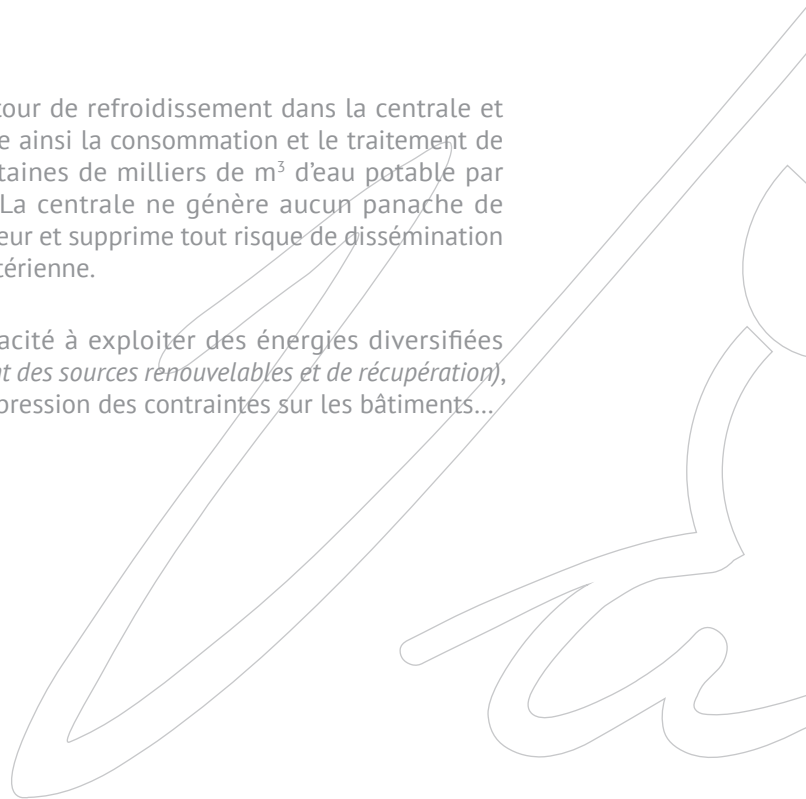 tour de refroidissement dans la centrale et
e ainsi la consommation et le traitement de
taines de milliers de m³ d’eau potable par
La centrale ne génère aucun panache de
eur et supprime tout risque de dissémination
térienne.
acité à exploiter des énergies diversifiées
t des sources renouvelables et de récupération),
pression des contraintes sur les bâtiments...